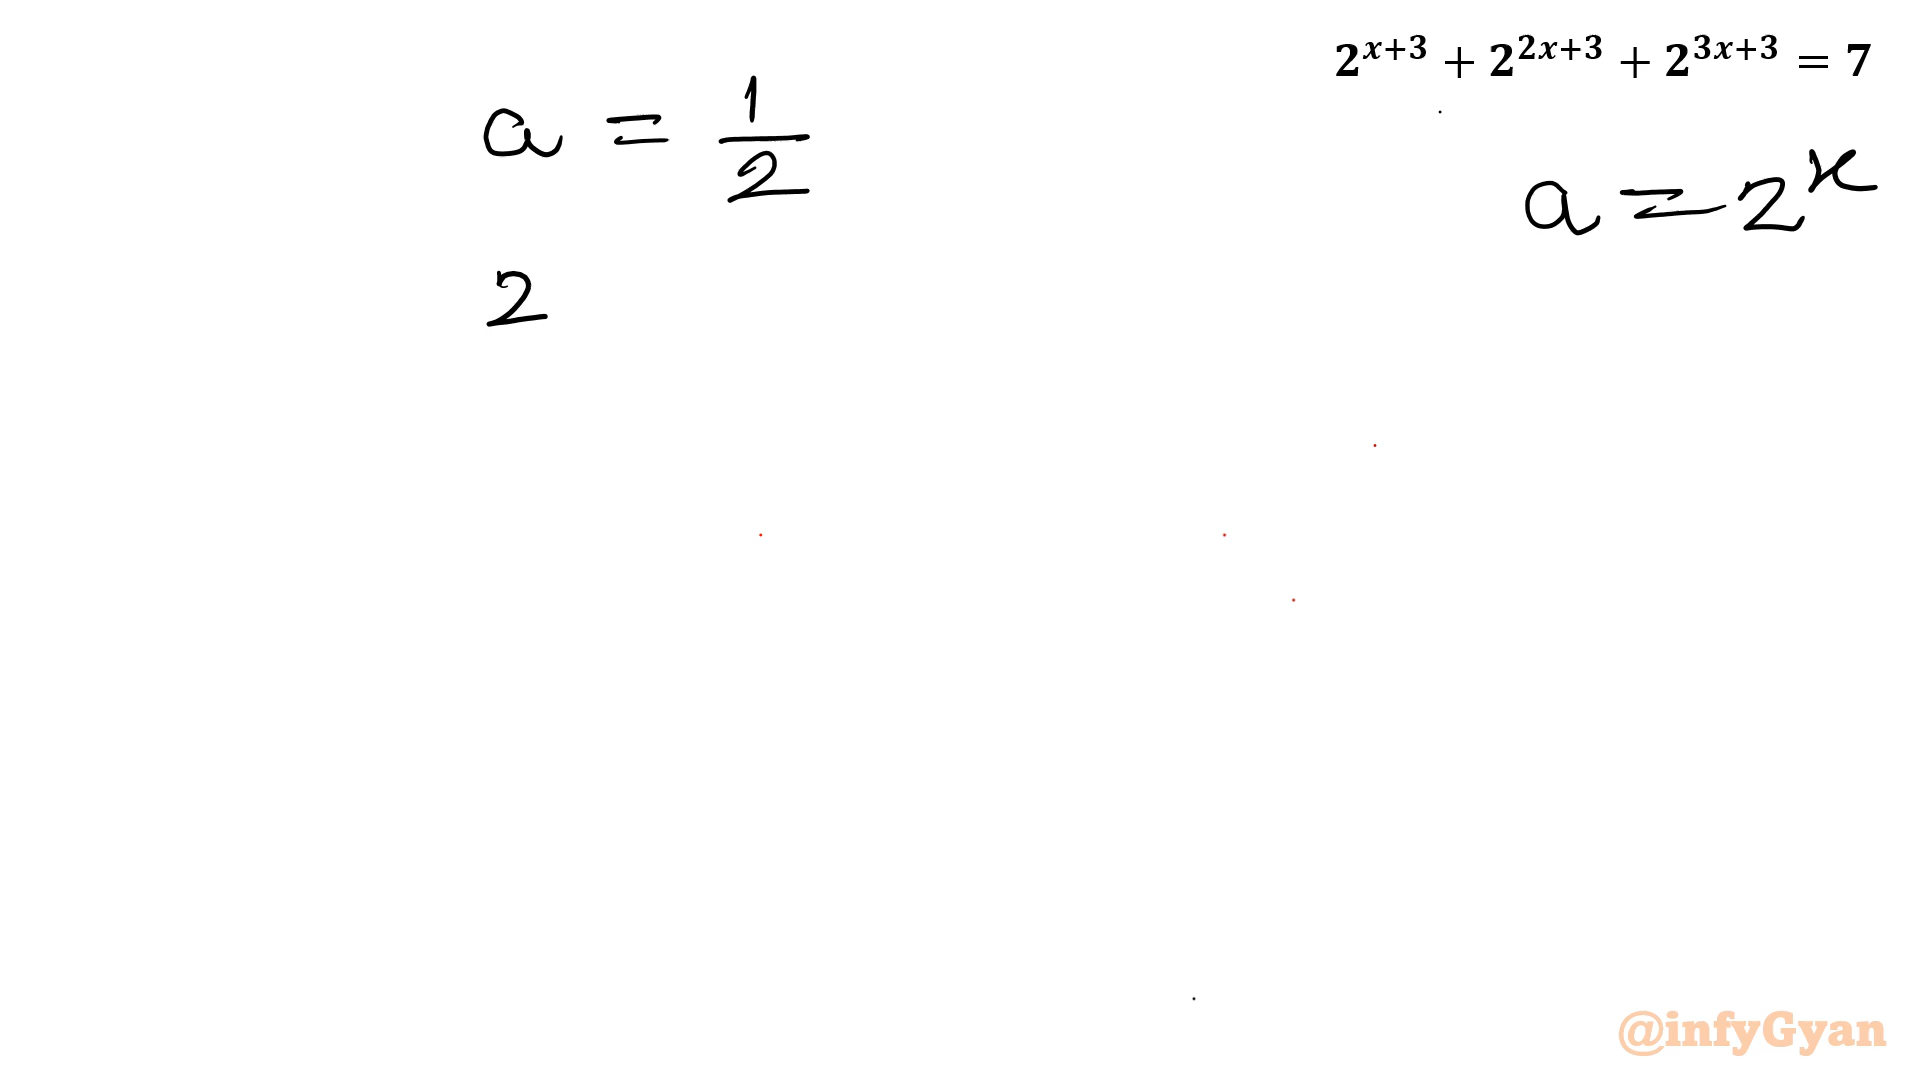 2^{x+3} + 2^{2x+3} + 2^{3x+3} = 7
a = 1/2
a = 2^x
2
@infyGyan